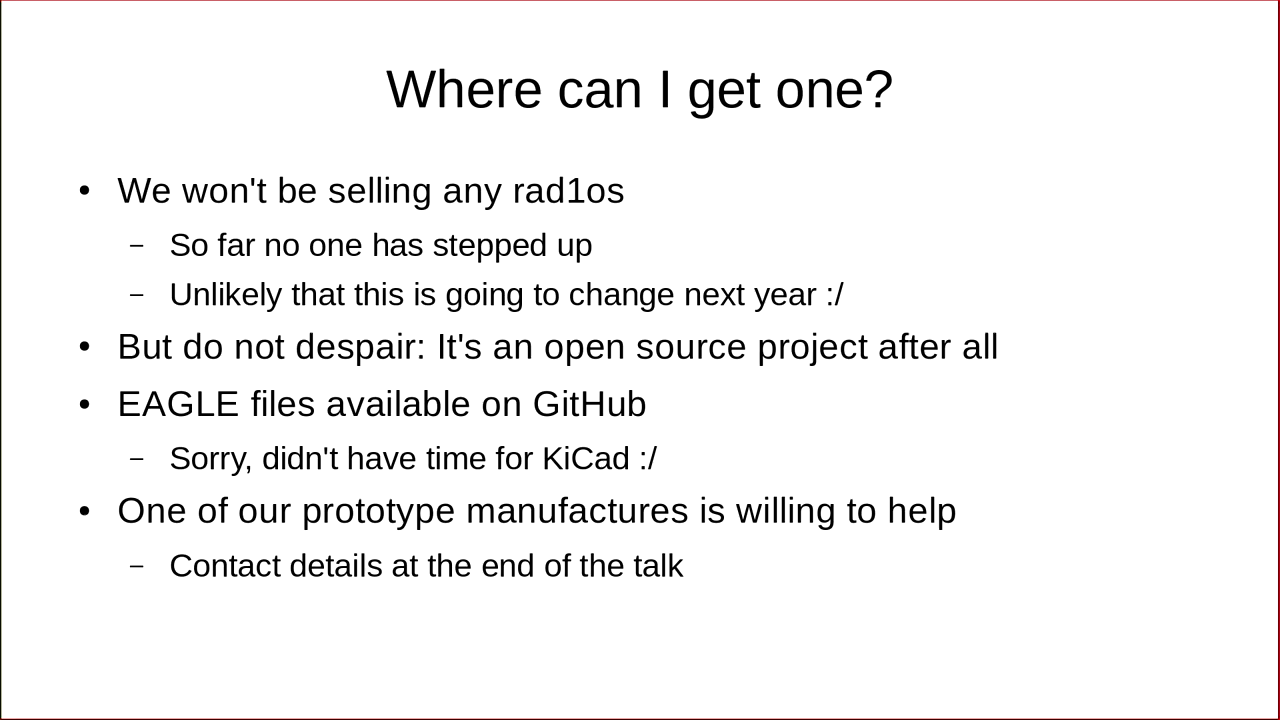 Where can I get one?
• We won't be selling any rad1os
– So far no one has stepped up
– Unlikely that this is going to change next year :/
• But do not despair: It's an open source project after all
• EAGLE files available on GitHub
– Sorry, didn't have time for KiCad :/
• One of our prototype manufactures is willing to help
– Contact details at the end of the talk